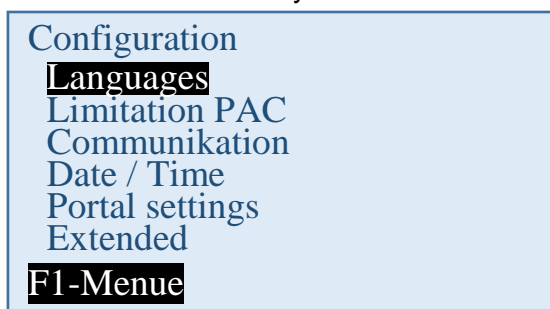 Configuration
Languages
Limitation PAC
Communikation
Date / Time
Portal settings
Extended
F1-Menue